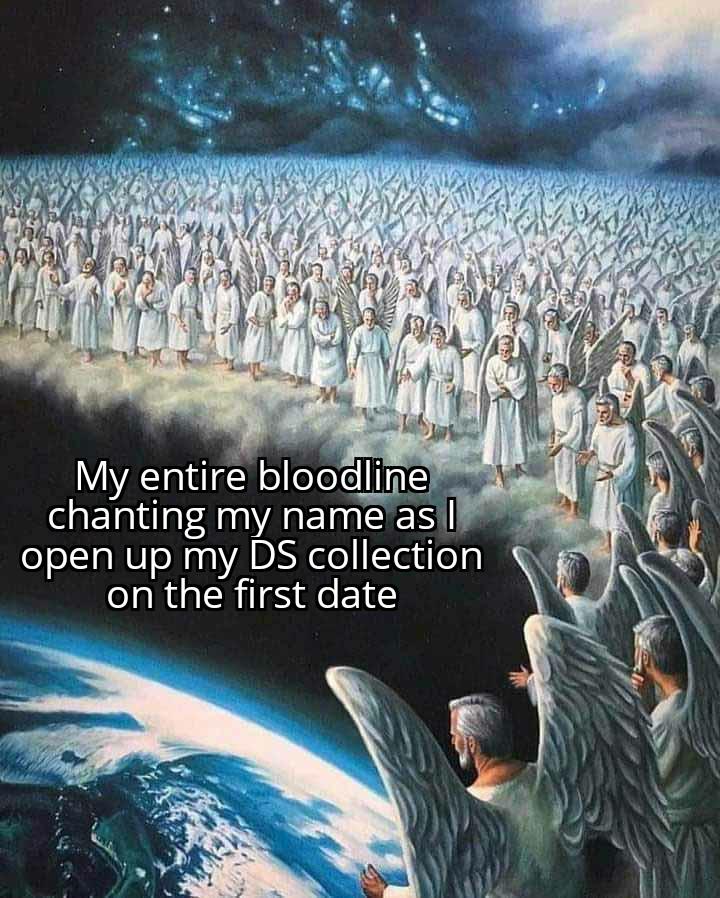 My entire bloodline
chanting my name as I
open up my DS collection
on the first date